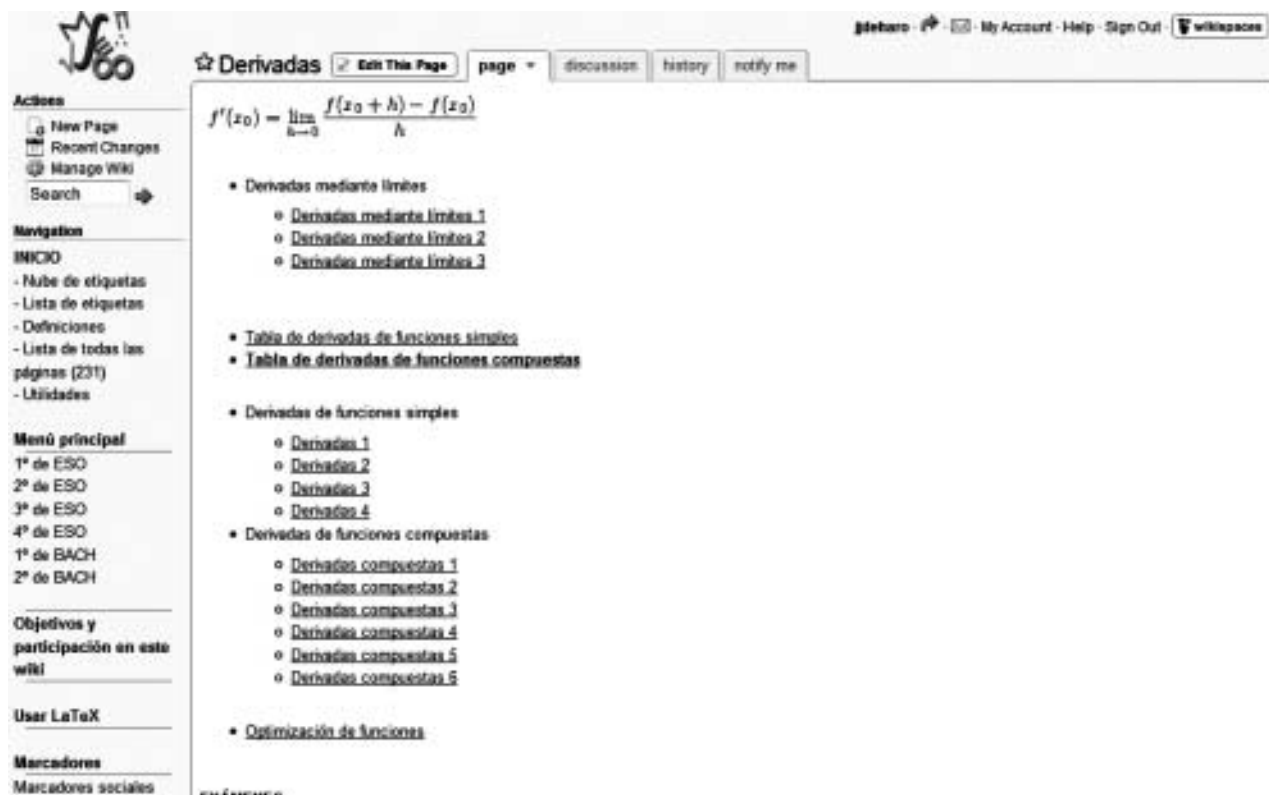 jjdeharo · My Account · Help · Sign Out · wikispaces
Derivadas Edit This Page page discussion history notify me
Actions
New Page
Recent Changes
Manage Wiki
Search
Navigation
INICIO
- Nube de etiquetas
- Lista de etiquetas
- Definiciones
- Lista de todas las
páginas (231)
- Utilidades
Menú principal
1º de ESO
2º de ESO
3º de ESO
4º de ESO
1º de BACH
2º de BACH
Objetivos y
participación en este
wiki
Usar LaTeX
Marcadores
Marcadores sociales
f'(x₀) = lim h→0 f(x₀ + h) − f(x₀) / h
• Derivadas mediante límites
Derivadas mediante límites 1
Derivadas mediante límites 2
Derivadas mediante límites 3
• Tabla de derivadas de funciones simples
• Tabla de derivadas de funciones compuestas
• Derivadas de funciones simples
Derivadas 1
Derivadas 2
Derivadas 3
Derivadas 4
• Derivadas de funciones compuestas
Derivadas compuestas 1
Derivadas compuestas 2
Derivadas compuestas 3
Derivadas compuestas 4
Derivadas compuestas 5
Derivadas compuestas 6
• Optimización de funciones
EXÁMENES